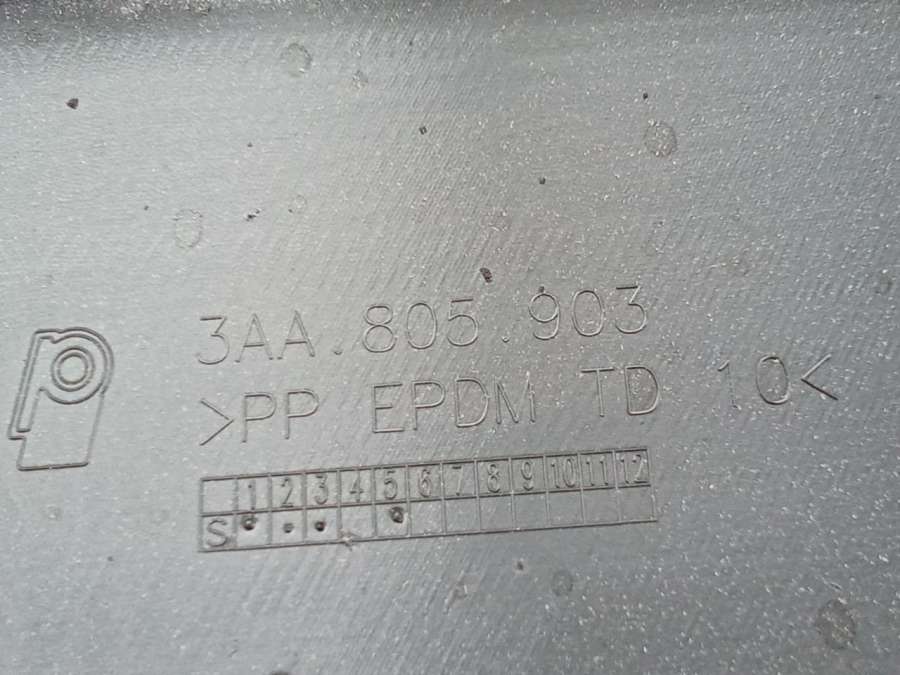 3AA.805.903
>PP EPDM TD 10<
1 2 3 4 5 6 7 8 9 10 11 12
S